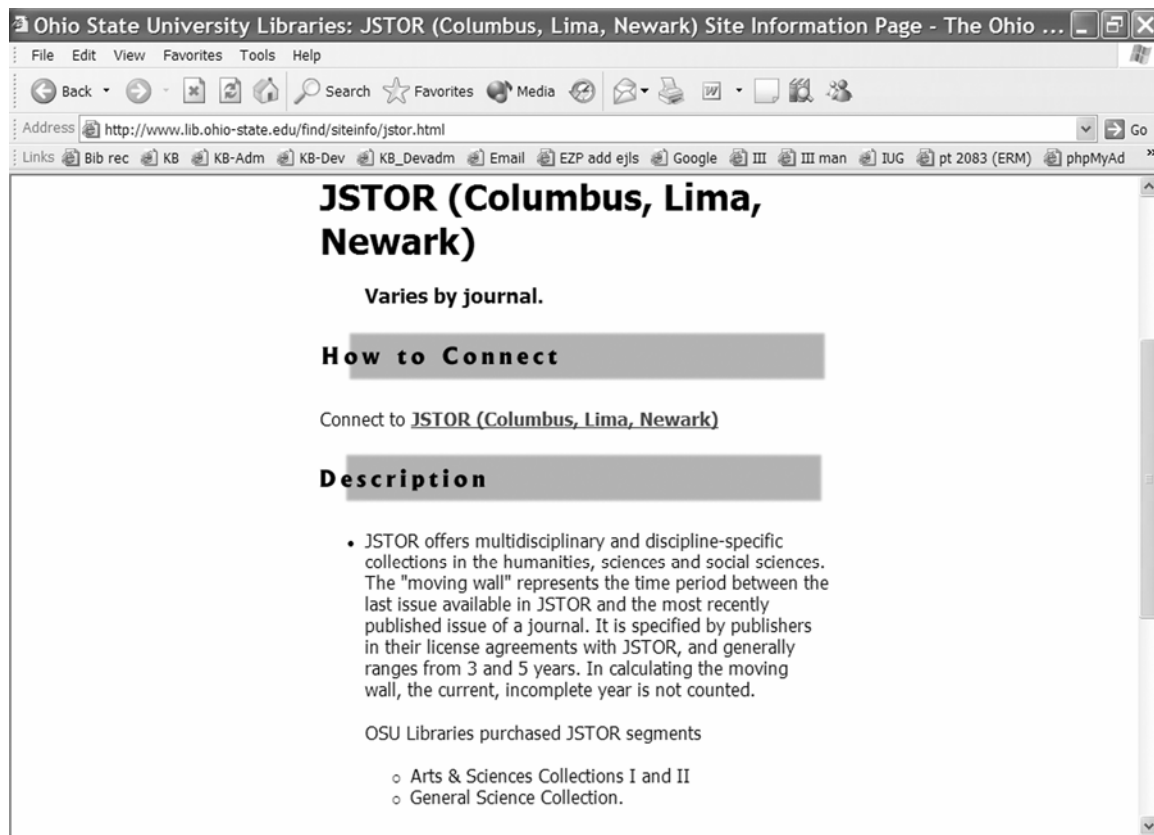 Ohio State University Libraries: JSTOR (Columbus, Lima, Newark) Site Information Page - The Ohio ...
File Edit View Favorites Tools Help
Back Search Favorites Media
Address http://www.lib.ohio-state.edu/find/siteinfo/jstor.html Go
Links Bib rec KB KB-Adm KB-Dev KB_Devadm Email EZP add ejls Google III III man IUG pt 2083 (ERM) phpMyAd »
JSTOR (Columbus, Lima,
Newark)
Varies by journal.
How to Connect
Connect to JSTOR (Columbus, Lima, Newark)
Description
• JSTOR offers multidisciplinary and discipline-specific
collections in the humanities, sciences and social sciences.
The "moving wall" represents the time period between the
last issue available in JSTOR and the most recently
published issue of a journal. It is specified by publishers
in their license agreements with JSTOR, and generally
ranges from 3 and 5 years. In calculating the moving
wall, the current, incomplete year is not counted.
OSU Libraries purchased JSTOR segments
○ Arts & Sciences Collections I and II
○ General Science Collection.